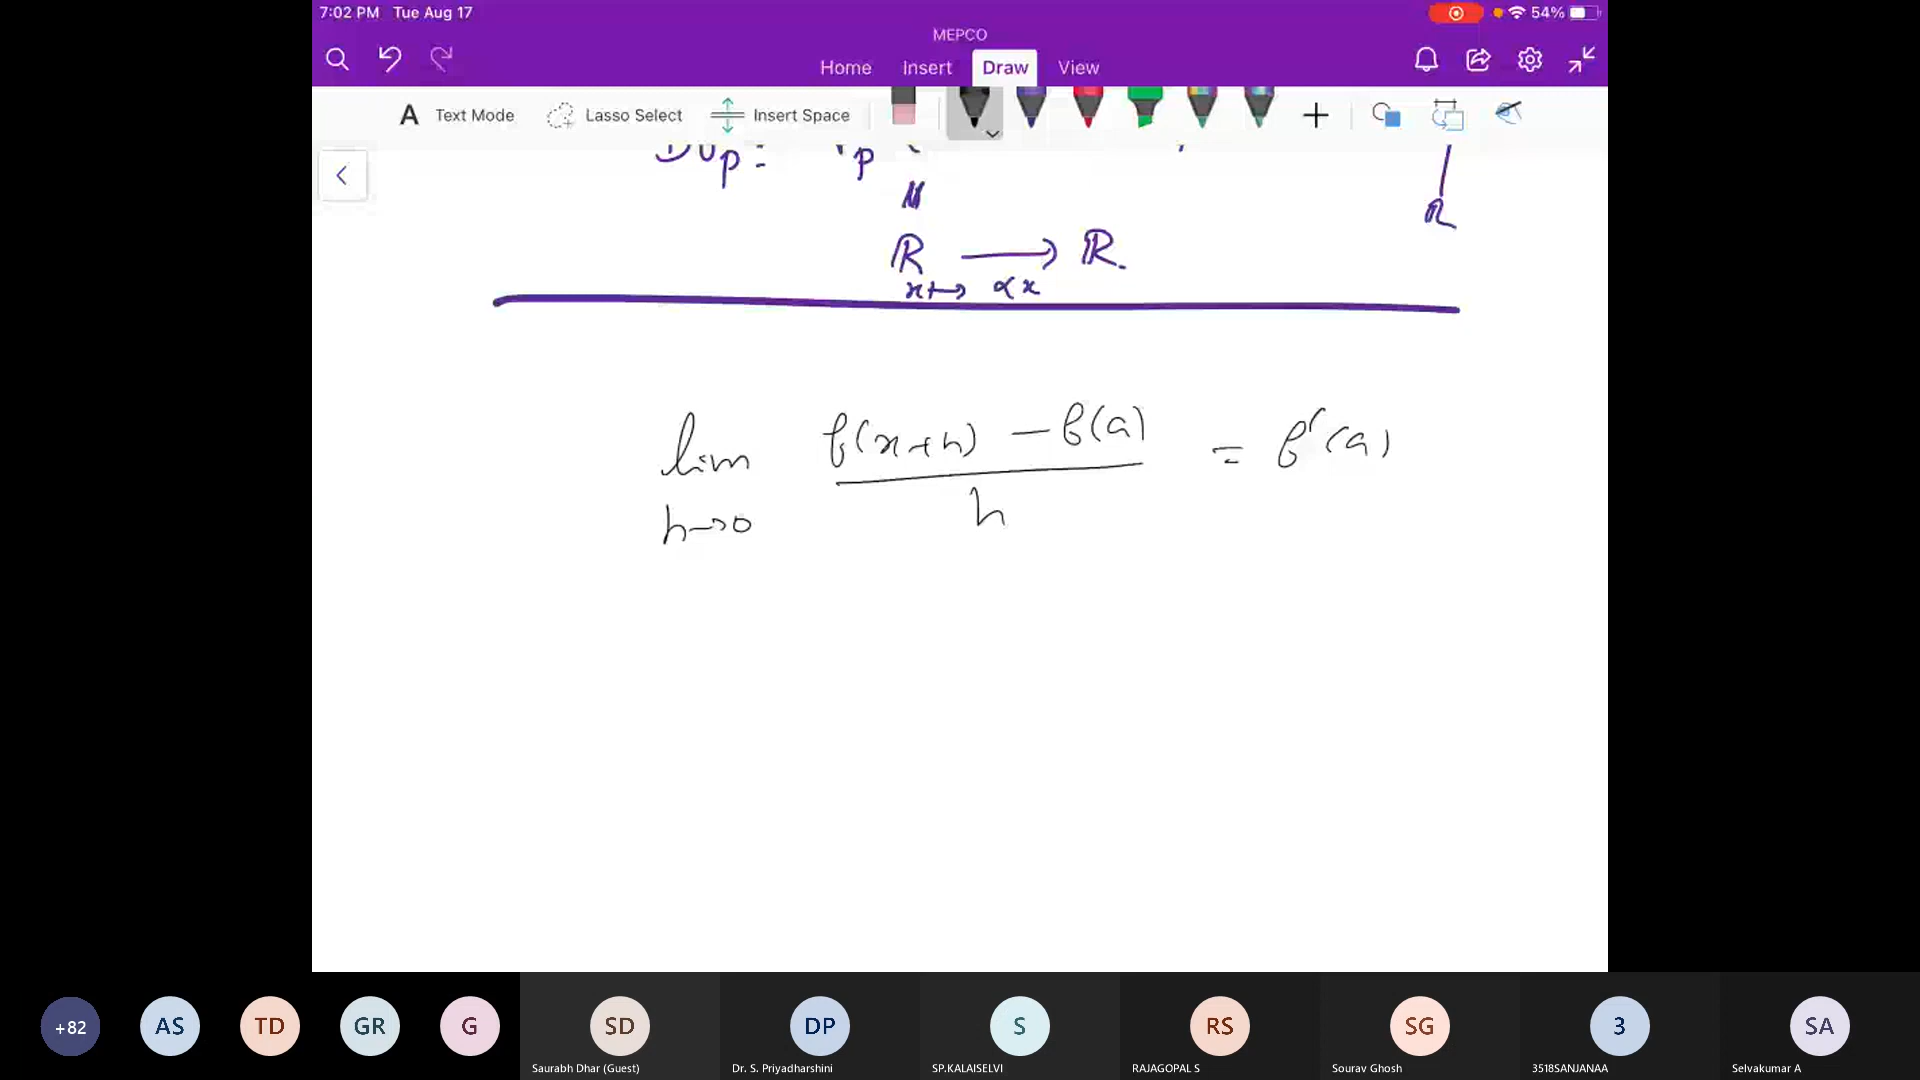 7:02 PM Tue Aug 17
54%
MEPCO
Home Insert Draw View
A Text Mode Lasso Select Insert Space
p: p
R
ℝ ⟶ ℝ.
x ↦ αx
lim f(x+h) − f(a) = f'(a)
h→0 h
+82 AS TD GR G SD DP S RS SG 3 SA
Saurabh Dhar (Guest) Dr. S. Priyadharshini SP.KALAISELVI RAJAGOPAL S Sourav Ghosh 3518SANJANAA Selvakumar A